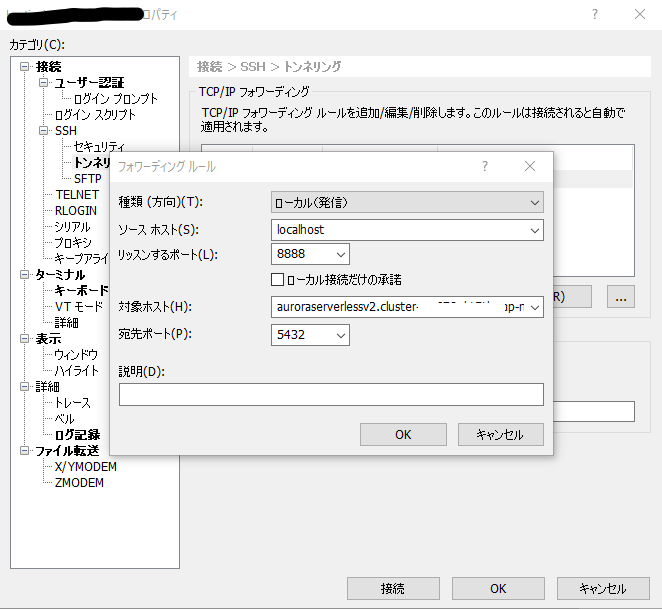 ロパティ
カテゴリ(C):
接続
ユーザー認証
ログイン プロンプト
ログイン スクリプト
SSH
セキュリティ
トンネリ
SFTP
TELNET
RLOGIN
シリアル
プロキシ
キープアライ
ターミナル
キーボード
VT モード
詳細
表示
ウィンドウ
ハイライト
詳細
トレース
ベル
ログ記録
ファイル転送
X/YMODEM
ZMODEM
接続 > SSH > トンネリング
TCP/IP フォワーディング
TCP/IP フォワーディング ルールを追加/編集/削除します。このルールは接続されると自動で
適用されます。
R)
...
フォワーディング ルール
種類 (方向)(T):
ローカル(発信)
ソース ホスト(S):
localhost
リッスンするポート(L):
8888
ローカル接続だけの承諾
対象ホスト(H):
auroraserverlessv2.cluster-
宛先ポート(P):
5432
説明(D):
OK
キャンセル
接続
OK
キャンセル